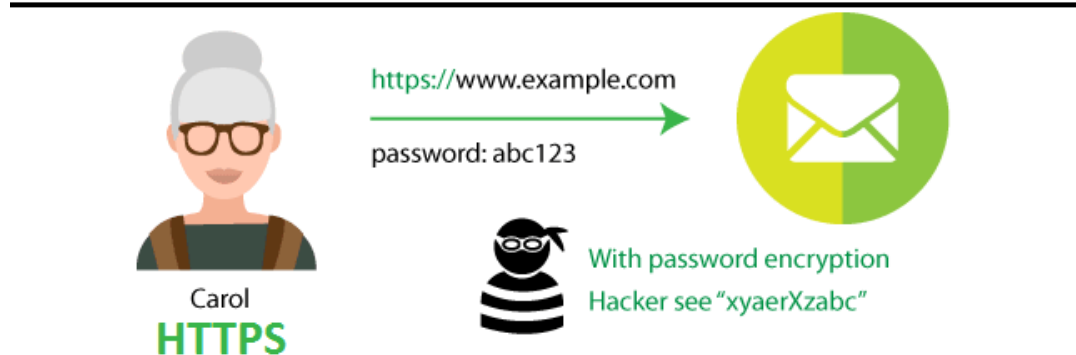 https://www.example.com
password: abc123
With password encryption
Hacker see “xyaerXzabc”
Carol
HTTPS